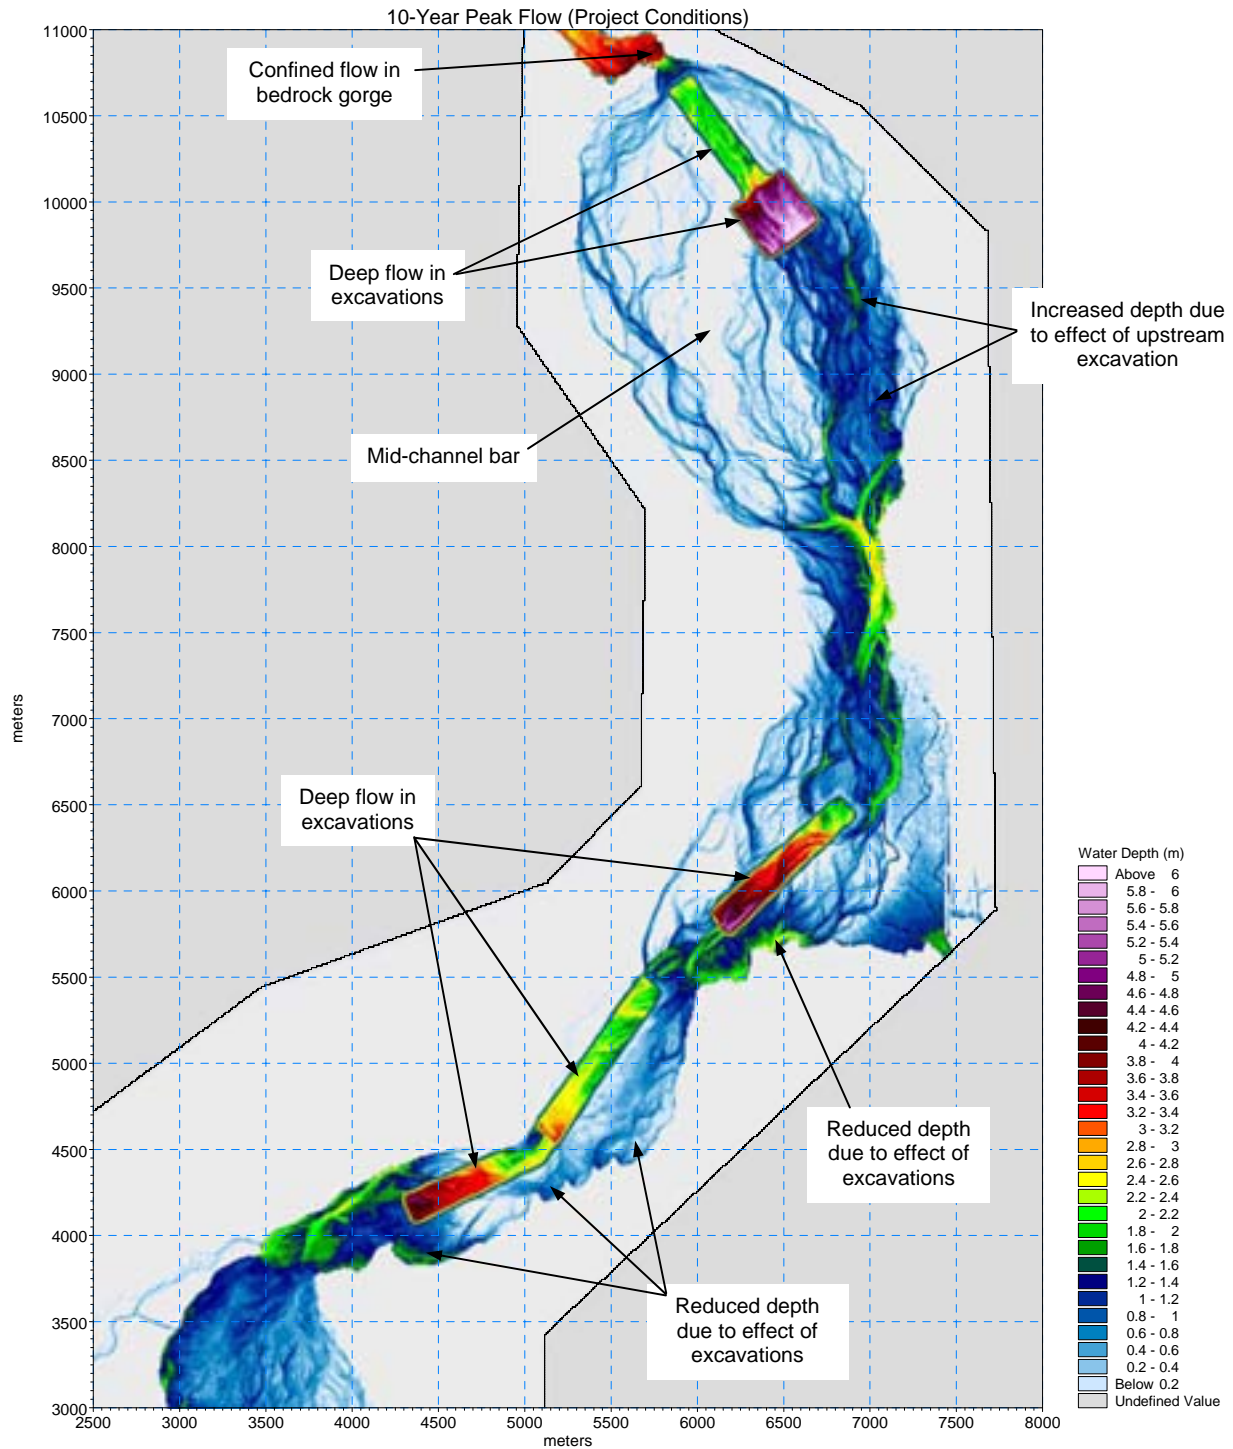 10-Year Peak Flow (Project Conditions)
11000
10500
10000
9500
9000
8500
8000
7500
7000
6500
6000
5500
5000
4500
4000
3500
3000
meters
Confined flow in
bedrock gorge
Deep flow in
excavations
Increased depth due
to effect of upstream
excavation
Mid-channel bar
Deep flow in
excavations
Reduced depth
due to effect of
excavations
Reduced depth
due to effect of
excavations
2500 3000 3500 4000 4500 5000 5500 6000 6500 7000 7500 8000
meters
Water Depth (m)
Above 6
5.8 - 6
5.6 - 5.8
5.4 - 5.6
5.2 - 5.4
5 - 5.2
4.8 - 5
4.6 - 4.8
4.4 - 4.6
4.2 - 4.4
4 - 4.2
3.8 - 4
3.6 - 3.8
3.4 - 3.6
3.2 - 3.4
3 - 3.2
2.8 - 3
2.6 - 2.8
2.4 - 2.6
2.2 - 2.4
2 - 2.2
1.8 - 2
1.6 - 1.8
1.4 - 1.6
1.2 - 1.4
1 - 1.2
0.8 - 1
0.6 - 0.8
0.4 - 0.6
0.2 - 0.4
Below 0.2
Undefined Value